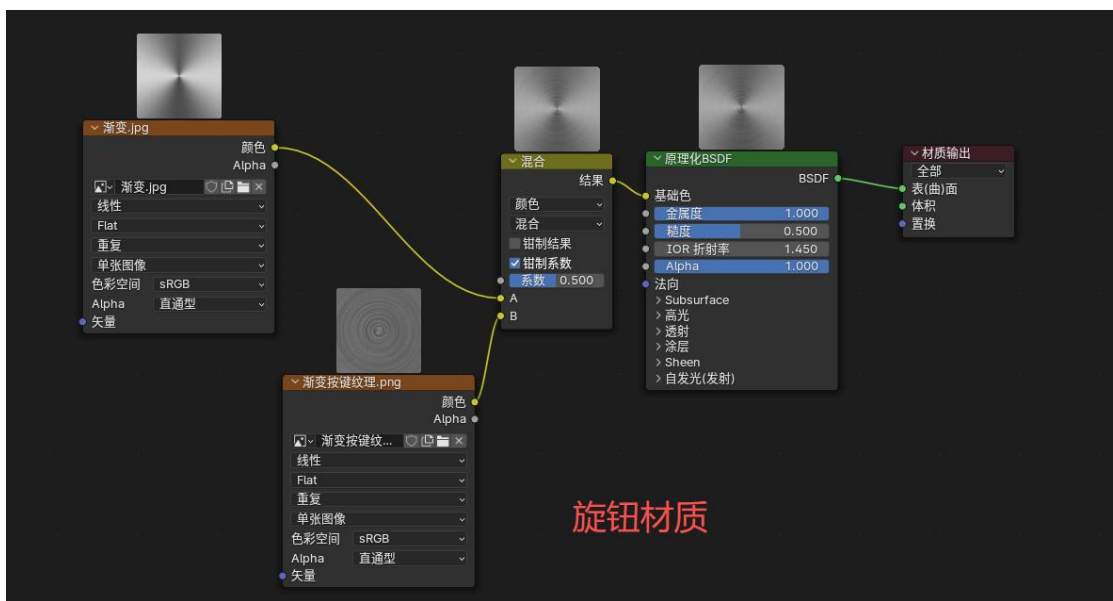 渐变.jpg
颜色
Alpha
渐变.jpg
线性
Flat
重复
单张图像
色彩空间 sRGB
Alpha 直通型
矢量
渐变按键纹理.png
颜色
Alpha
渐变按键纹...
线性
Flat
重复
单张图像
色彩空间 sRGB
Alpha 直通型
矢量
混合
结果
颜色
混合
钳制结果
钳制系数
系数 0.500
A
B
原理化BSDF
BSDF
基础色
金属度 1.000
糙度 0.500
IOR 折射率 1.450
Alpha 1.000
法向
Subsurface
高光
透射
涂层
Sheen
自发光(发射)
材质输出
全部
表(曲)面
体积
置换
旋钮材质